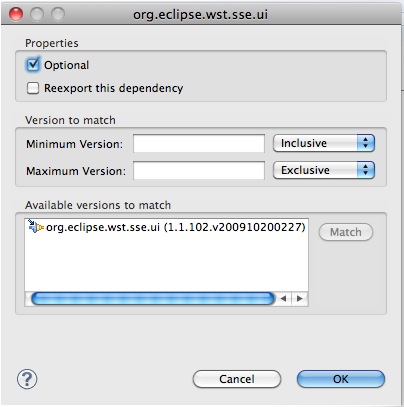 org.eclipse.wst.sse.ui
Properties
Optional
Reexport this dependency
Version to match
Minimum Version:
Inclusive
Maximum Version:
Exclusive
Available versions to match
org.eclipse.wst.sse.ui (1.1.102.v200910200227)
Match
?
Cancel
OK